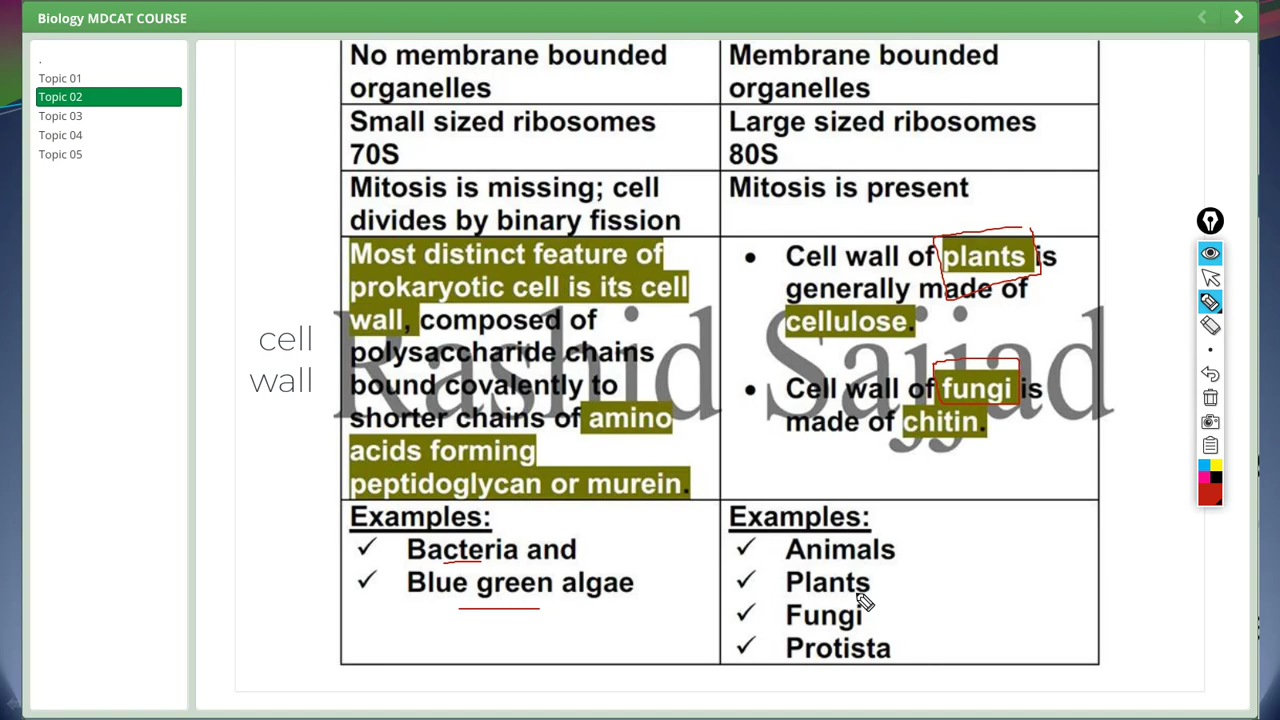 Biology MDCAT COURSE
.
Topic 01
Topic 02
Topic 03
Topic 04
Topic 05
No membrane bounded
organelles
Membrane bounded
organelles
Small sized ribosomes
70S
Large sized ribosomes
80S
Mitosis is missing; cell
divides by binary fission
Mitosis is present
cell
wall
Most distinct feature of
prokaryotic cell is its cell
wall, composed of
polysaccharide chains
bound covalently to
shorter chains of amino
acids forming
peptidoglycan or murein.
• Cell wall of plants is
generally made of
cellulose.
• Cell wall of fungi is
made of chitin.
Rashid Sajjad
Examples:
✓ Bacteria and
✓ Blue green algae
Examples:
✓ Animals
✓ Plants
✓ Fungi
✓ Protista